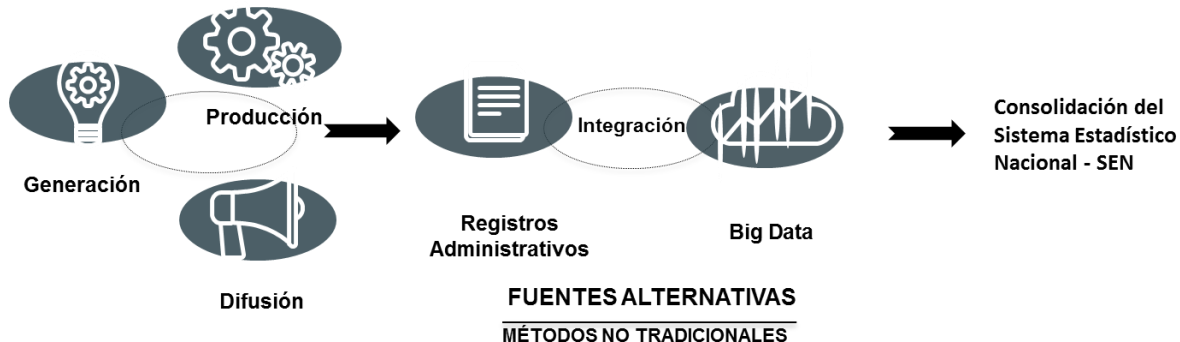 Generación
Producción
Difusión
Registros
Administrativos
Integración
Big Data
FUENTES ALTERNATIVAS
MÉTODOS NO TRADICIONALES
Consolidación del
Sistema Estadístico
Nacional - SEN